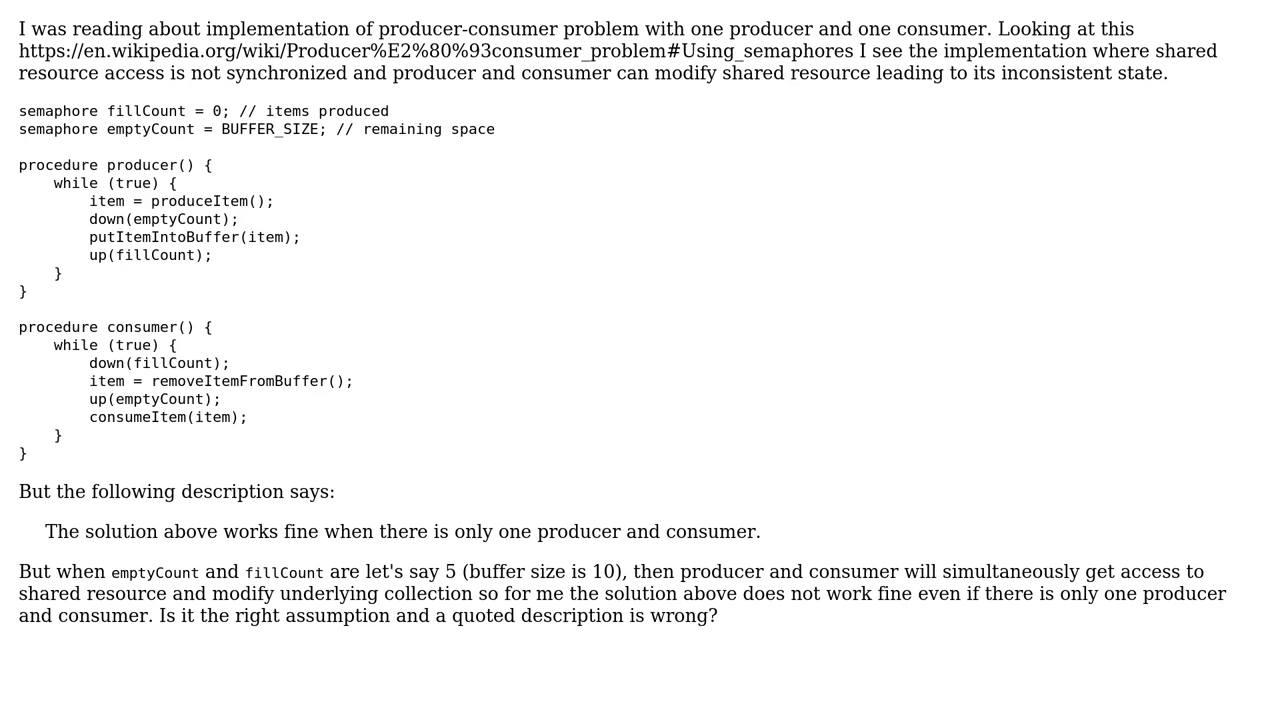 I was reading about implementation of producer-consumer problem with one producer and one consumer. Looking at this
https://en.wikipedia.org/wiki/Producer%E2%80%93consumer_problem#Using_semaphores I see the implementation where shared
resource access is not synchronized and producer and consumer can modify shared resource leading to its inconsistent state.
semaphore fillCount = 0; // items produced
semaphore emptyCount = BUFFER_SIZE; // remaining space
procedure producer() {
    while (true) {
        item = produceItem();
        down(emptyCount);
        putItemIntoBuffer(item);
        up(fillCount);
    }
}
procedure consumer() {
    while (true) {
        down(fillCount);
        item = removeItemFromBuffer();
        up(emptyCount);
        consumeItem(item);
    }
}
But the following description says:
The solution above works fine when there is only one producer and consumer.
But when emptyCount and fillCount are let's say 5 (buffer size is 10), then producer and consumer will simultaneously get access to
shared resource and modify underlying collection so for me the solution above does not work fine even if there is only one producer
and consumer. Is it the right assumption and a quoted description is wrong?